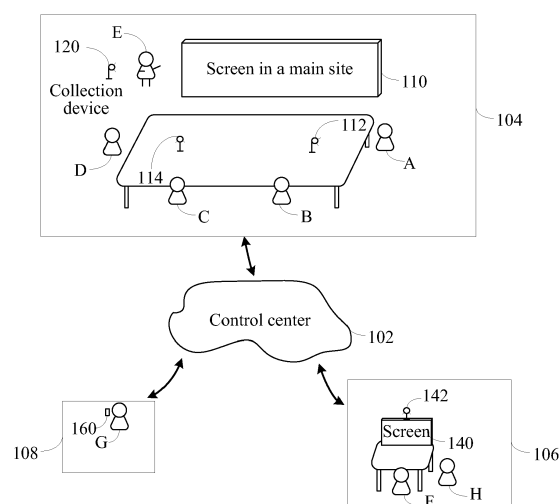 E
120
Screen in a main site
Collection
device
110
104
112
D
114
A
C
B
Control center
102
142
160
G
108
Screen
140
106
H